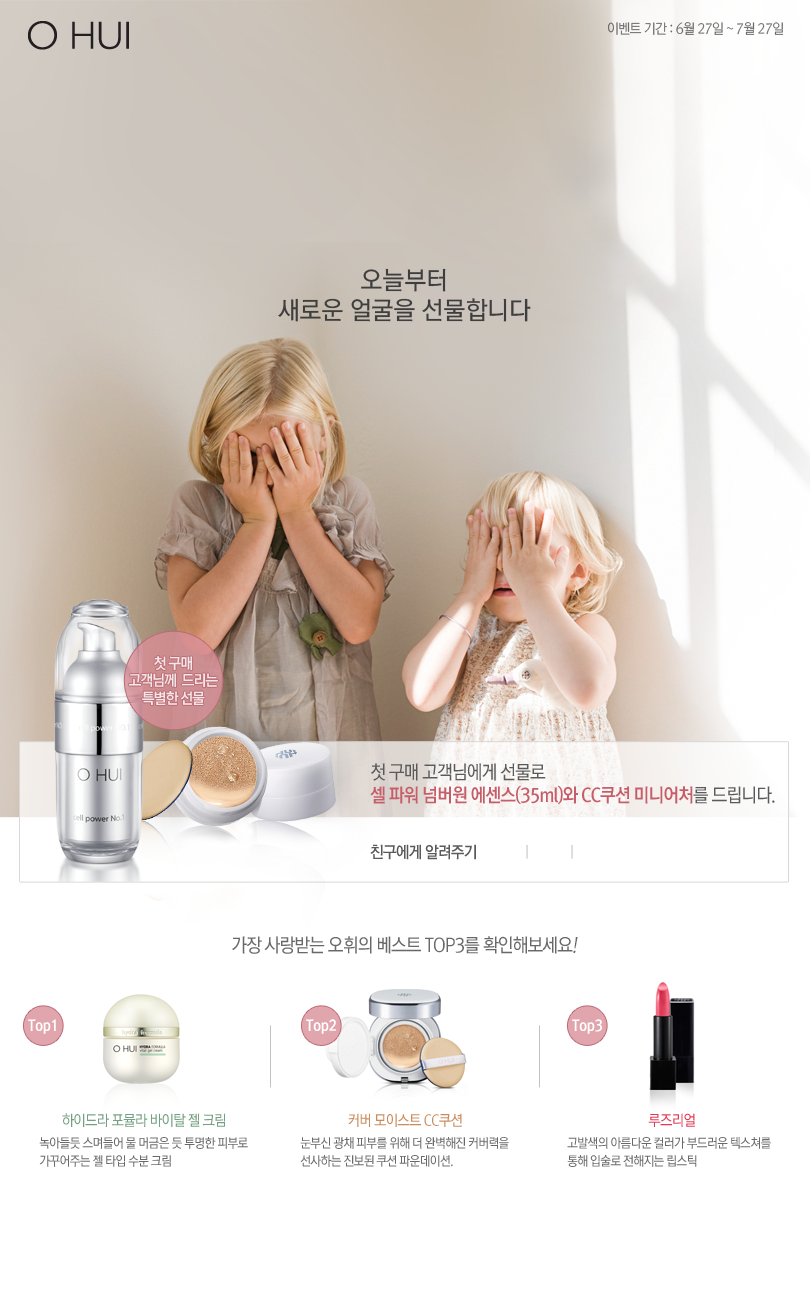 O HUI
이벤트 기간 : 6월 27일 ~ 7월 27일
오늘부터
새로운 얼굴을 선물합니다
첫 구매
고객님께 드리는
특별한 선물
cell power No.1
O HUI
cell power No.1
첫 구매 고객님에게 선물로
셀 파워 넘버원 에센스(35ml)와 CC쿠션 미니어처를 드립니다.
친구에게 알려주기
가장 사랑받는 오휘의 베스트 TOP3를 확인해보세요!
Top1
Top2
Top3
O HUI
하이드라 포뮬라 바이탈 젤 크림
녹아들듯 스며들어 물 머금은 듯 투명한 피부로
가꾸어주는 젤 타입 수분 크림
커버 모이스트 CC쿠션
눈부신 광채 피부를 위해 더 완벽해진 커버력을
선사하는 진보된 쿠션 파운데이션.
루즈리얼
고발색의 아름다운 컬러가 부드러운 텍스쳐를
통해 입술로 전해지는 립스틱